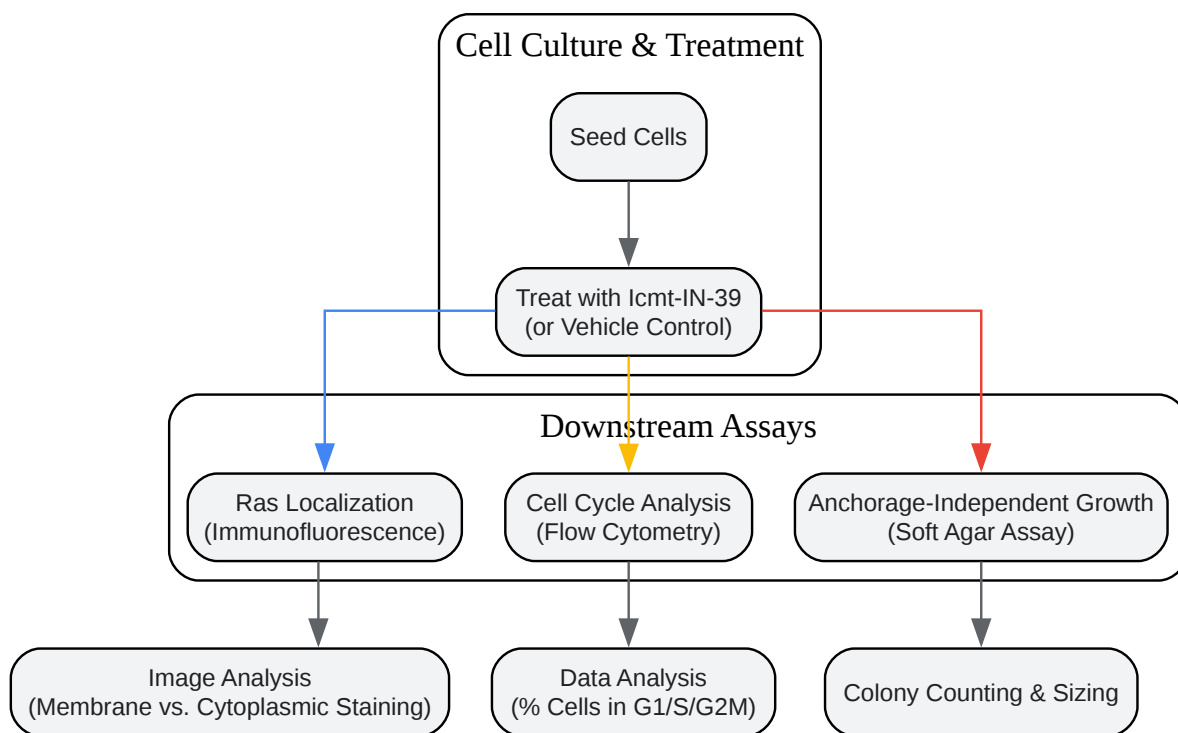 Cell Culture & Treatment
Seed Cells
Treat with Icmt-IN-39
(or Vehicle Control)
Downstream Assays
Ras Localization
(Immunofluorescence)
Cell Cycle Analysis
(Flow Cytometry)
Anchorage-Independent Growth
(Soft Agar Assay)
Image Analysis
(Membrane vs. Cytoplasmic Staining)
Data Analysis
(% Cells in G1/S/G2M)
Colony Counting & Sizing